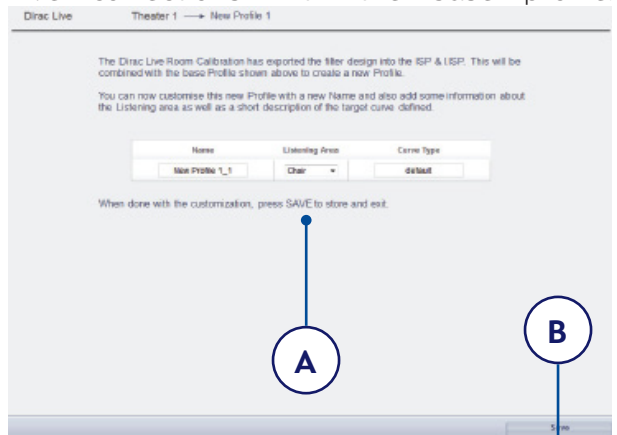 Dirac Live Theater 1 ⟶ New Profile 1
The Dirac Live Room Calibration has exported the filter design into the ISP & LISP. This will be
combined with the base Profile shown above to create a new Profile.
You can now customise this new Profile with a new Name and also add some information about
the Listening area as well as a short description of the target curve defined.
Name Listening Area Curve Type
New Profile 1_1 Chair default
When done with the customization, press SAVE to store and exit.
A
B
Save